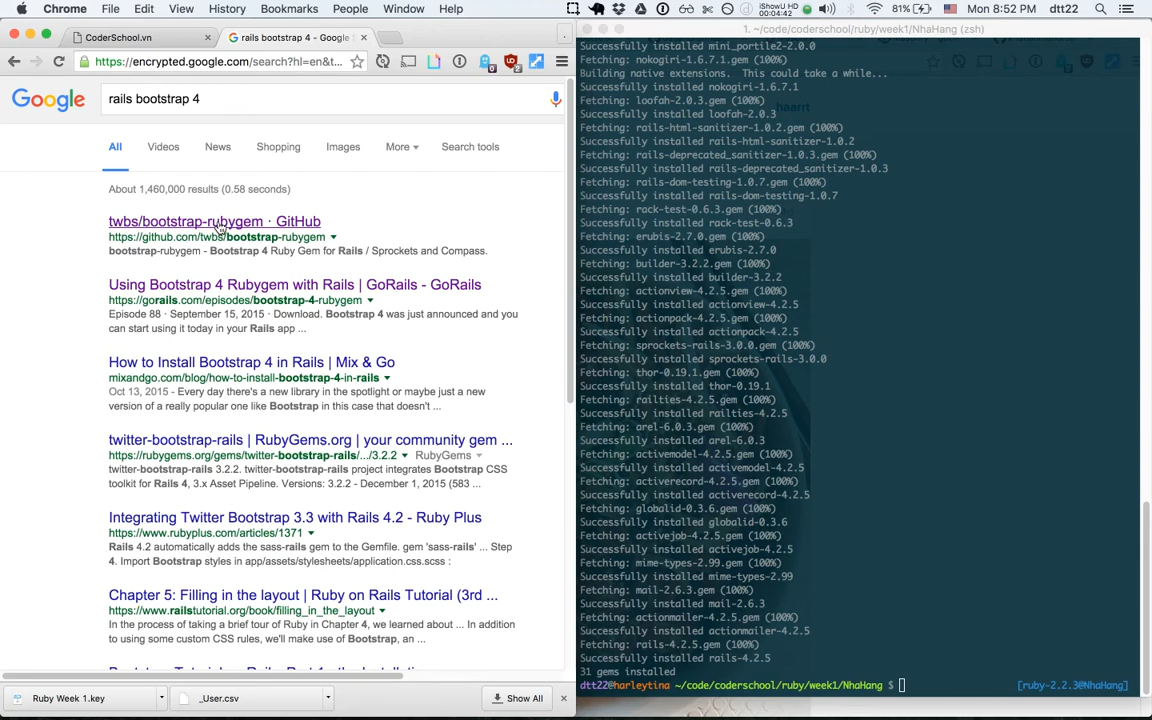 Chrome File Edit View History Bookmarks People Window Help iShowU HD 00:04:42 81% Mon 8:52 PM dtt22
CoderSchool.vn
rails bootstrap 4 - Google
https://encrypted.google.com/search?hl=en&t...
Google
rails bootstrap 4
All Videos News Shopping Images More Search tools
About 1,460,000 results (0.58 seconds)
twbs/bootstrap-rubygem · GitHub
https://github.com/twbs/bootstrap-rubygem
bootstrap-rubygem - Bootstrap 4 Ruby Gem for Rails / Sprockets and Compass.
Using Bootstrap 4 Rubygem with Rails | GoRails - GoRails
https://gorails.com/episodes/bootstrap-4-rubygem
Episode 88 · September 15, 2015 · Download. Bootstrap 4 was just announced and you
can start using it today in your Rails app ...
How to Install Bootstrap 4 in Rails | Mix & Go
mixandgo.com/blog/how-to-install-bootstrap-4-in-rails
Oct 13, 2015 - Every day there's a new library in the spotlight or maybe just a new
version of a really popular one like Bootstrap in this case that doesn't ...
twitter-bootstrap-rails | RubyGems.org | your community gem ...
https://rubygems.org/gems/twitter-bootstrap-rails/.../3.2.2 RubyGems
twitter-bootstrap-rails 3.2.2. twitter-bootstrap-rails project integrates Bootstrap CSS
toolkit for Rails 4, 3.x Asset Pipeline. Versions: 3.2.2 - December 1, 2015 (583 ...
Integrating Twitter Bootstrap 3.3 with Rails 4.2 - Ruby Plus
https://www.rubyplus.com/articles/1371
Rails 4.2 automatically adds the sass-rails gem to the Gemfile. gem 'sass-rails' ... Step
4. Import Bootstrap styles in app/assets/stylesheets/application.css.scss :
Chapter 5: Filling in the layout | Ruby on Rails Tutorial (3rd ...
https://www.railstutorial.org/book/filling_in_the_layout
In the process of taking a brief tour of Ruby in Chapter 4, we learned about ... In addition
to using some custom CSS rules, we'll make use of Bootstrap, an ...
Ruby Week 1.key
_User.csv
Show All
1. ~/code/coderschool/ruby/week1/NhaHang (zsh)
Successfully installed mini_portile2-2.0.0
Fetching: nokogiri-1.6.7.1.gem (100%)
Building native extensions. This could take a while...
Successfully installed nokogiri-1.6.7.1
Fetching: loofah-2.0.3.gem (100%)
Successfully installed loofah-2.0.3
Fetching: rails-html-sanitizer-1.0.2.gem (100%)
Successfully installed rails-html-sanitizer-1.0.2
Fetching: rails-deprecated_sanitizer-1.0.3.gem (100%)
Successfully installed rails-deprecated_sanitizer-1.0.3
Fetching: rails-dom-testing-1.0.7.gem (100%)
Successfully installed rails-dom-testing-1.0.7
Fetching: rack-test-0.6.3.gem (100%)
Successfully installed rack-test-0.6.3
Fetching: erubis-2.7.0.gem (100%)
Successfully installed erubis-2.7.0
Fetching: builder-3.2.2.gem (100%)
Successfully installed builder-3.2.2
Fetching: actionview-4.2.5.gem (100%)
Successfully installed actionview-4.2.5
Fetching: actionpack-4.2.5.gem (100%)
Successfully installed actionpack-4.2.5
Fetching: sprockets-rails-3.0.0.gem (100%)
Successfully installed sprockets-rails-3.0.0
Fetching: thor-0.19.1.gem (100%)
Successfully installed thor-0.19.1
Fetching: railties-4.2.5.gem (100%)
Successfully installed railties-4.2.5
Fetching: arel-6.0.3.gem (100%)
Successfully installed arel-6.0.3
Fetching: activemodel-4.2.5.gem (100%)
Successfully installed activemodel-4.2.5
Fetching: activerecord-4.2.5.gem (100%)
Successfully installed activerecord-4.2.5
Fetching: globalid-0.3.6.gem (100%)
Successfully installed globalid-0.3.6
Fetching: activejob-4.2.5.gem (100%)
Successfully installed activejob-4.2.5
Fetching: mime-types-2.99.gem (100%)
Successfully installed mime-types-2.99
Fetching: mail-2.6.3.gem (100%)
Successfully installed mail-2.6.3
Fetching: actionmailer-4.2.5.gem (100%)
Successfully installed actionmailer-4.2.5
Fetching: rails-4.2.5.gem (100%)
Successfully installed rails-4.2.5
31 gems installed
dtt22@harleytina ~/code/coderschool/ruby/week1/NhaHang $ [ruby-2.2.3@NhaHang]